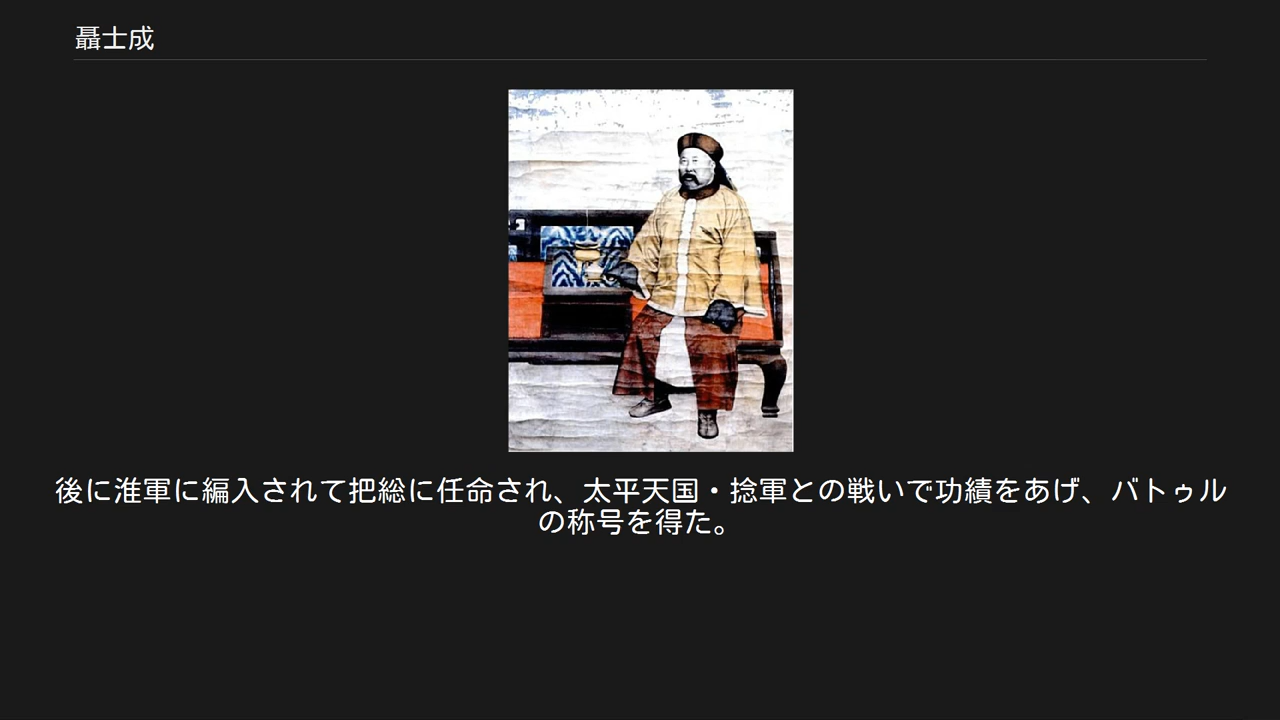 聶士成
後に淮軍に編入されて把総に任命され、太平天国・捻軍との戦いで功績をあげ、バトゥル
の称号を得た。